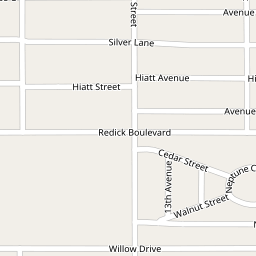 Street
Avenue
Silver Lane
Hiatt Avenue
Hiatt Street
Avenue
Redick Boulevard
Cedar Street
13th Avenue
Neptune
Walnut Street
Willow Drive